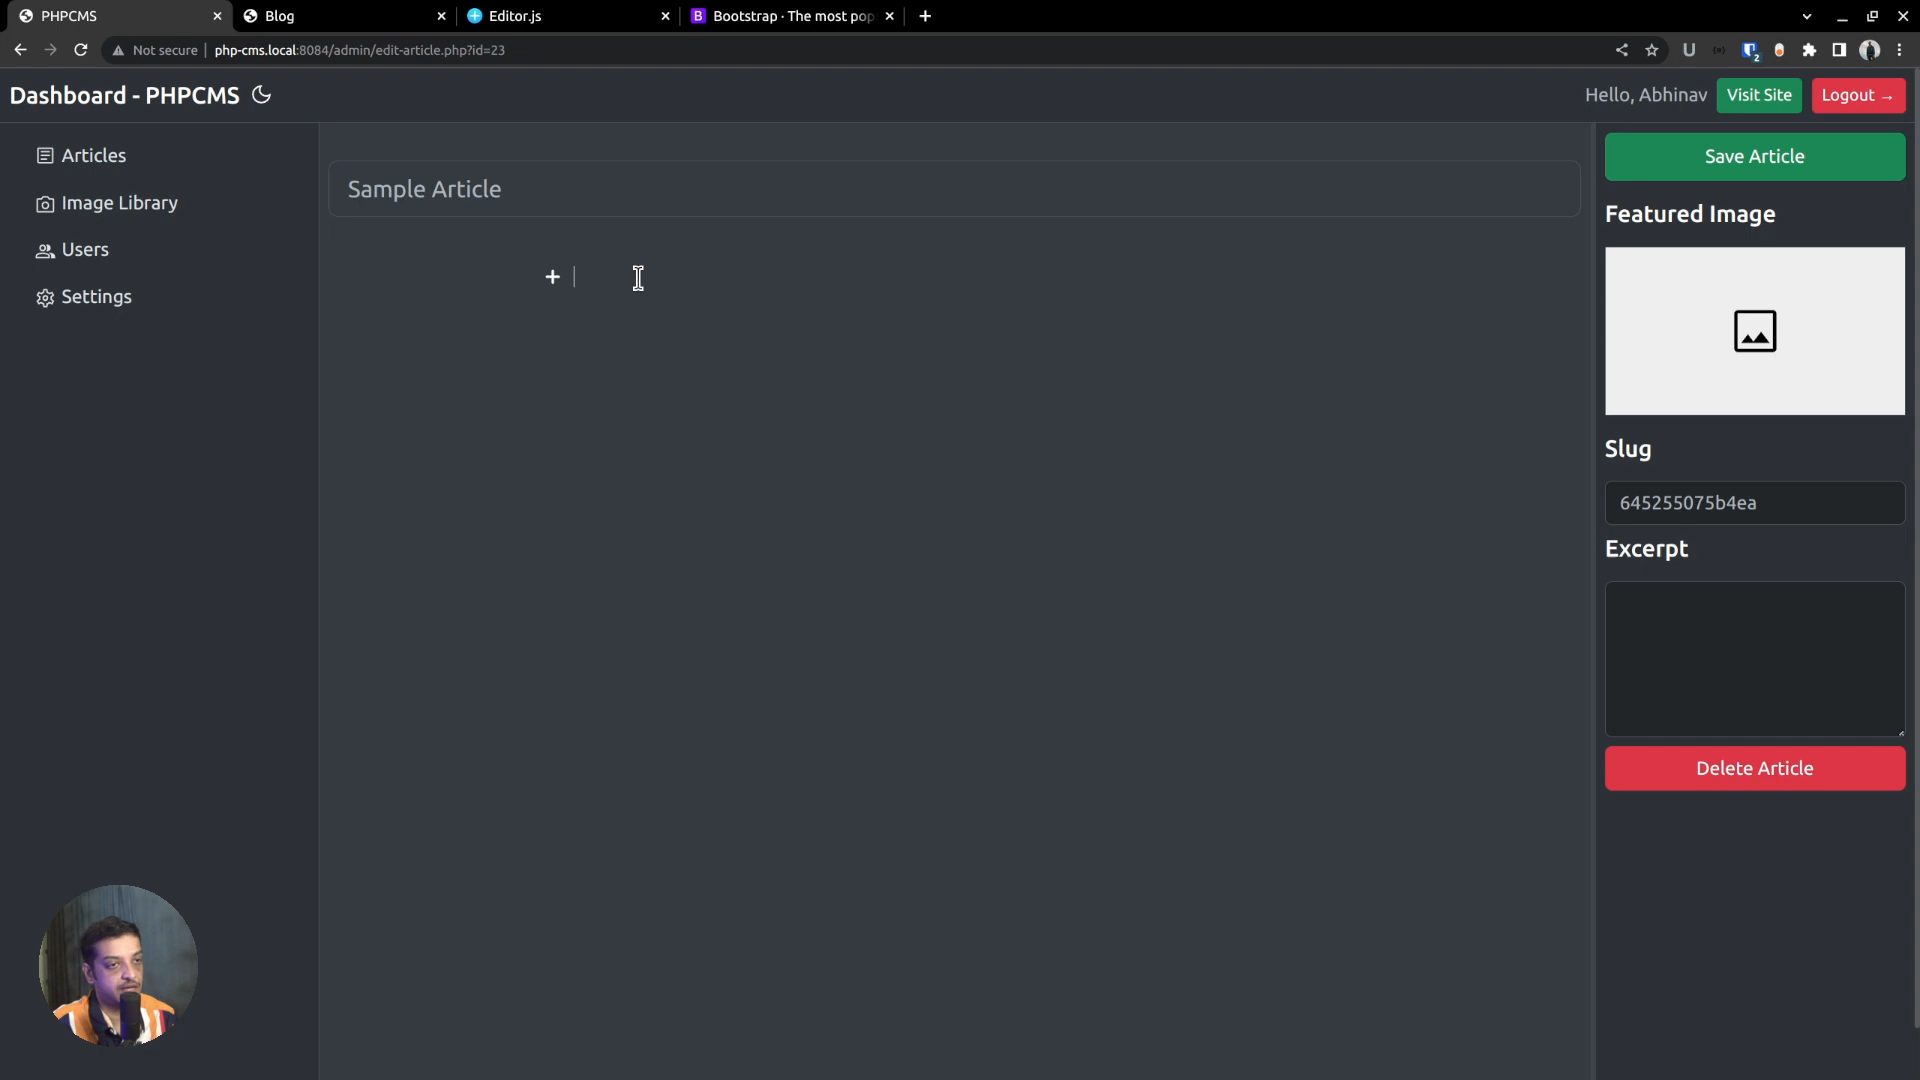 PHPCMS
Blog
Editor.js
B Bootstrap · The most pop
Not secure
php-cms.local:8084/admin/edit-article.php?id=23
U
2
Dashboard - PHPCMS
Hello, Abhinav
Visit Site
Logout →
Articles
Image Library
Users
Settings
Sample Article
+
Save Article
Featured Image
Slug
645255075b4ea
Excerpt
Delete Article